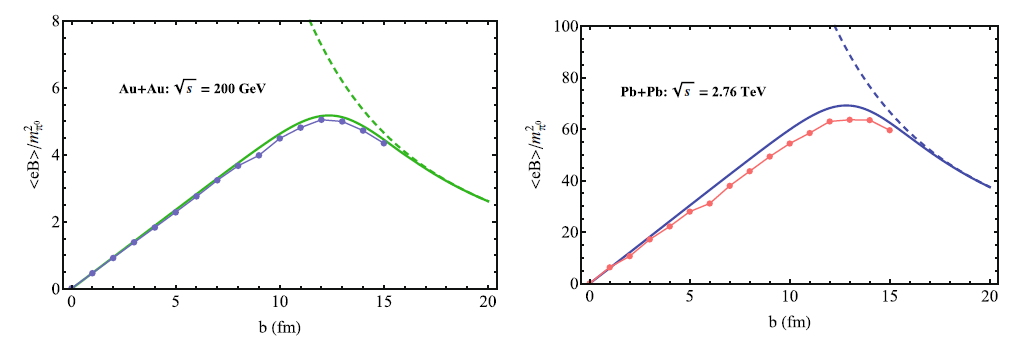 8
6
4
2
0
<eB>/m²π⁰
Au+Au: √s = 200 GeV
0 5 10 15 20
b (fm)
100
80
60
40
20
0
<eB>/m²π⁰
Pb+Pb: √s = 2.76 TeV
0 5 10 15 20
b (fm)